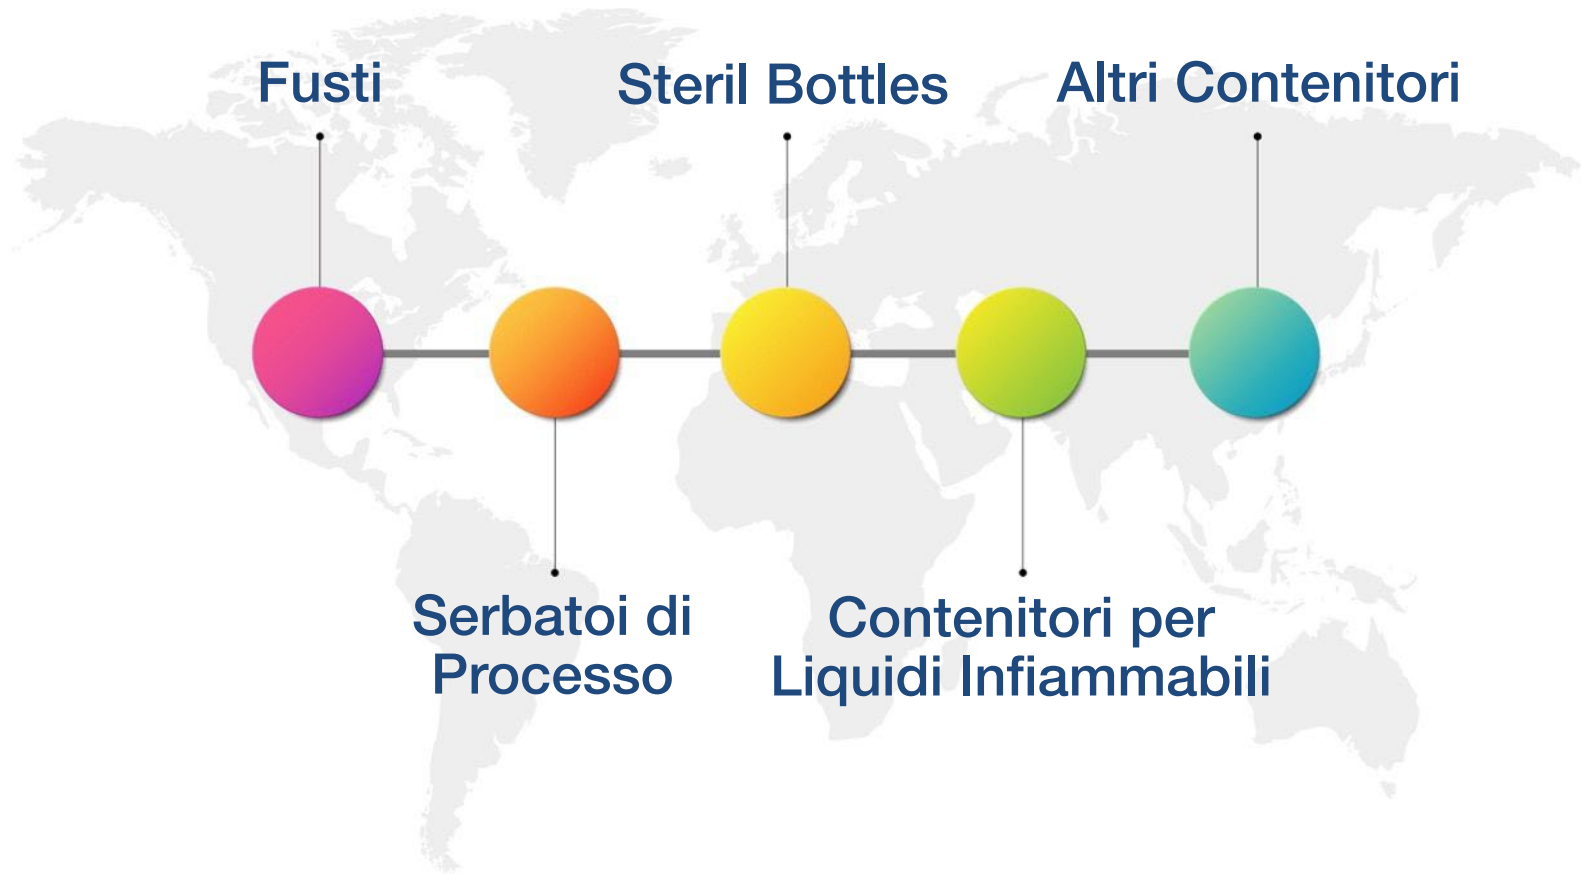 Fusti
Steril Bottles
Altri Contenitori
Serbatoi di
Processo
Contenitori per
Liquidi Infiammabili